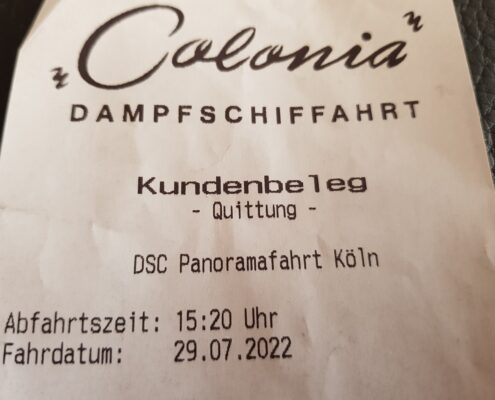 Colonia
DAMPFSCHIFFAHRT
Kundenbeleg
- Quittung -
DSC Panoramafahrt Köln
Abfahrtszeit: 15:20 Uhr
Fahrdatum: 29.07.2022